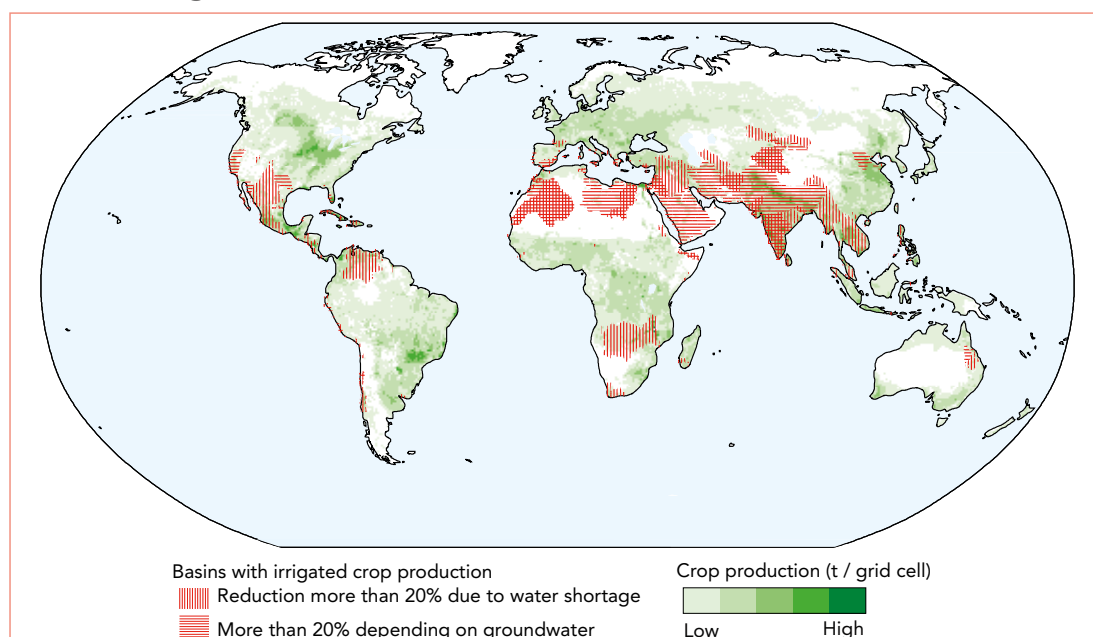 Basins with irrigated crop production
Reduction more than 20% due to water shortage
More than 20% depending on groundwater
Crop production (t / grid cell)
Low High